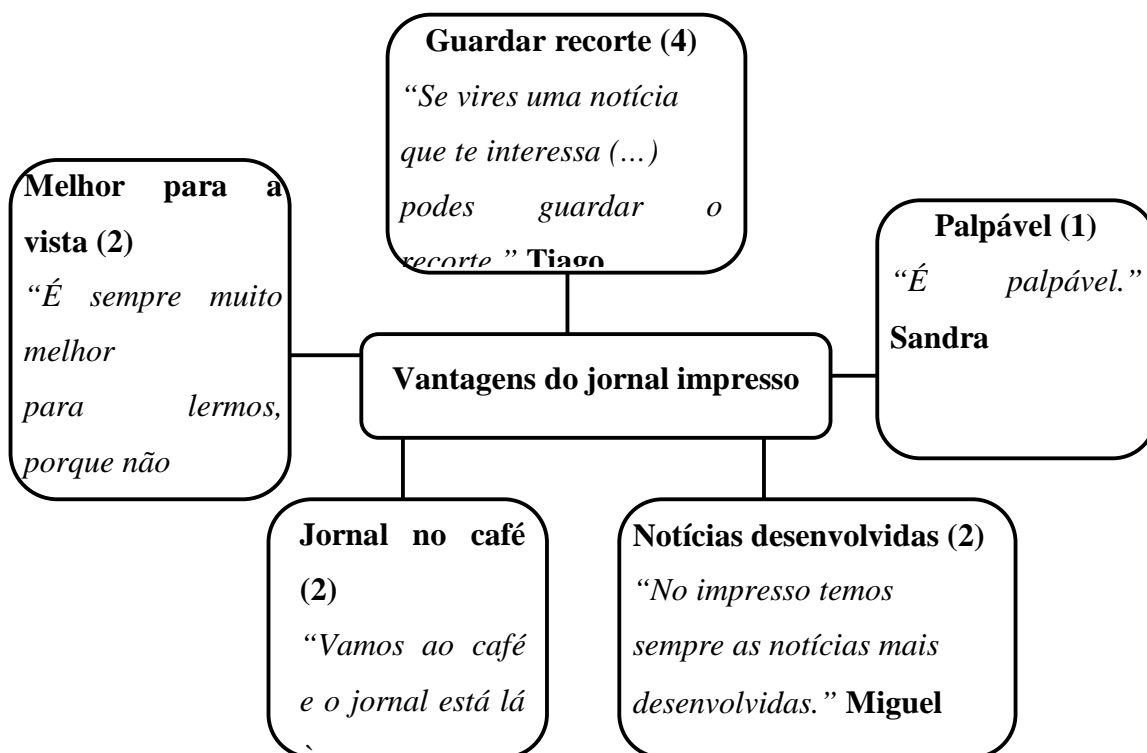 Guardar recorte (4)
“Se vires uma notícia
que te interessa (…)
podes guardar o
recorte.” Tiago
Melhor para a
vista (2)
“É sempre muito
melhor
para lermos,
porque não
Palpável (1)
“É palpável.”
Sandra
Vantagens do jornal impresso
Jornal no café
(2)
“Vamos ao café
e o jornal está lá
Notícias desenvolvidas (2)
“No impresso temos
sempre as notícias mais
desenvolvidas.” Miguel